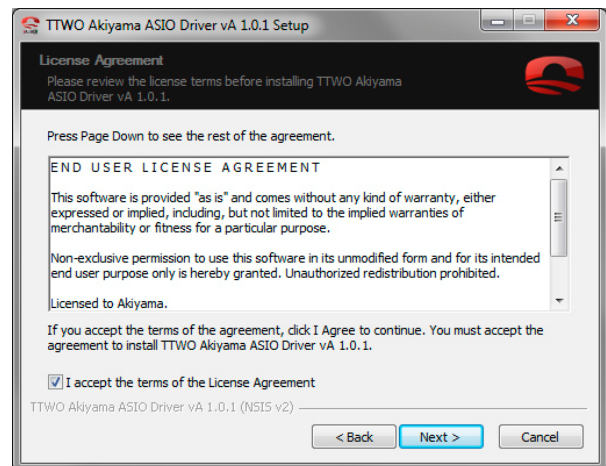 TTWO Akiyama ASIO Driver vA 1.0.1 Setup
License Agreement
Please review the license terms before installing TTWO Akiyama
ASIO Driver vA 1.0.1.
Press Page Down to see the rest of the agreement.
END USER LICENSE AGREEMENT
This software is provided "as is" and comes without any kind of warranty, either
expressed or implied, including, but not limited to the implied warranties of
merchantability or fitness for a particular purpose.
Non-exclusive permission to use this software in its unmodified form and for its intended
end user purpose only is hereby granted. Unauthorized redistribution prohibited.
Licensed to Akiyama.
If you accept the terms of the agreement, click I Agree to continue. You must accept the
agreement to install TTWO Akiyama ASIO Driver vA 1.0.1.
I accept the terms of the License Agreement
TTWO Akiyama ASIO Driver vA 1.0.1 (NSIS v2)
< Back Next > Cancel